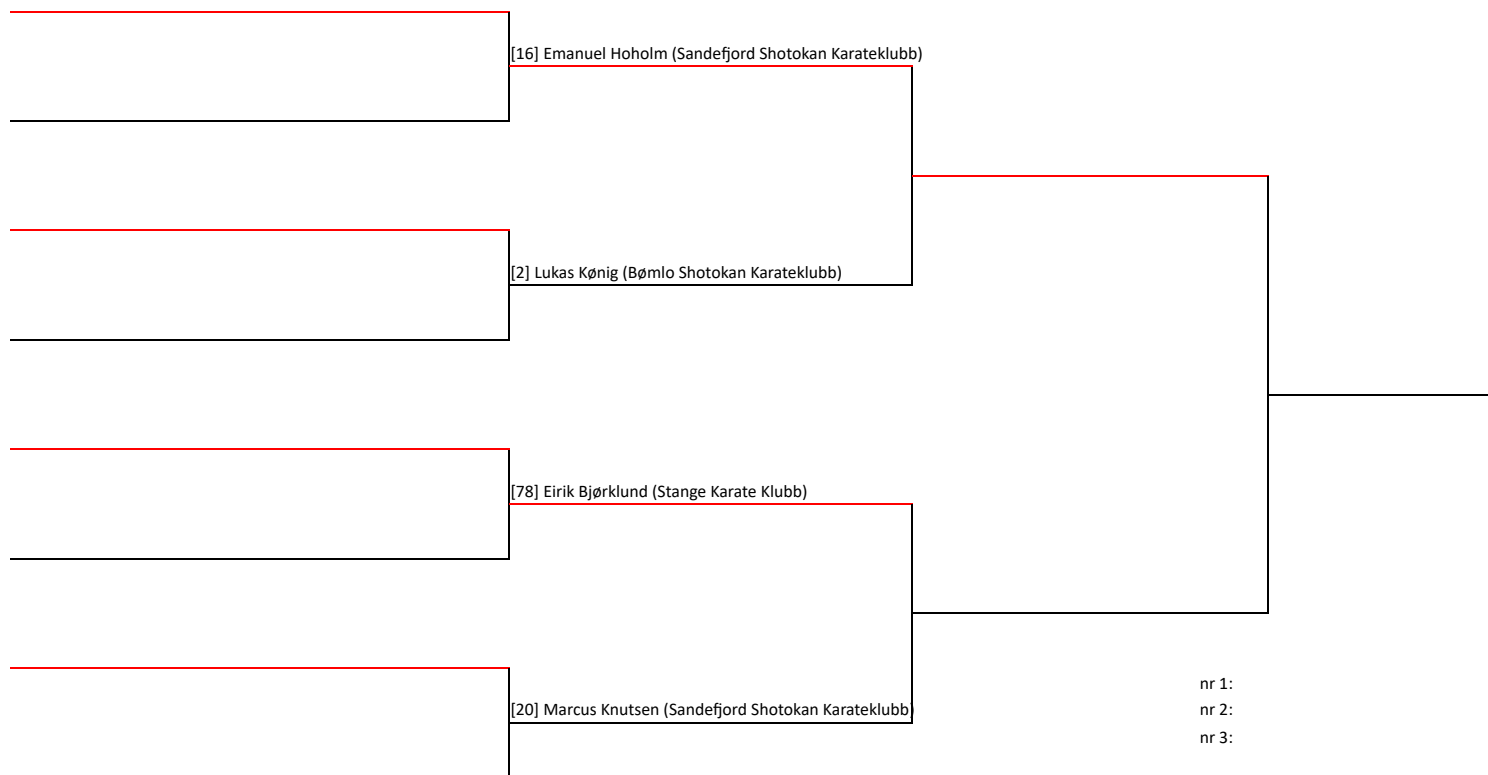 [16] Emanuel Hoholm (Sandefjord Shotokan Karateklubb)
[2] Lukas Kønig (Bømlo Shotokan Karateklubb)
[78] Eirik Bjørklund (Stange Karate Klubb)
[20] Marcus Knutsen (Sandefjord Shotokan Karateklubb)
nr 1:
nr 2:
nr 3: